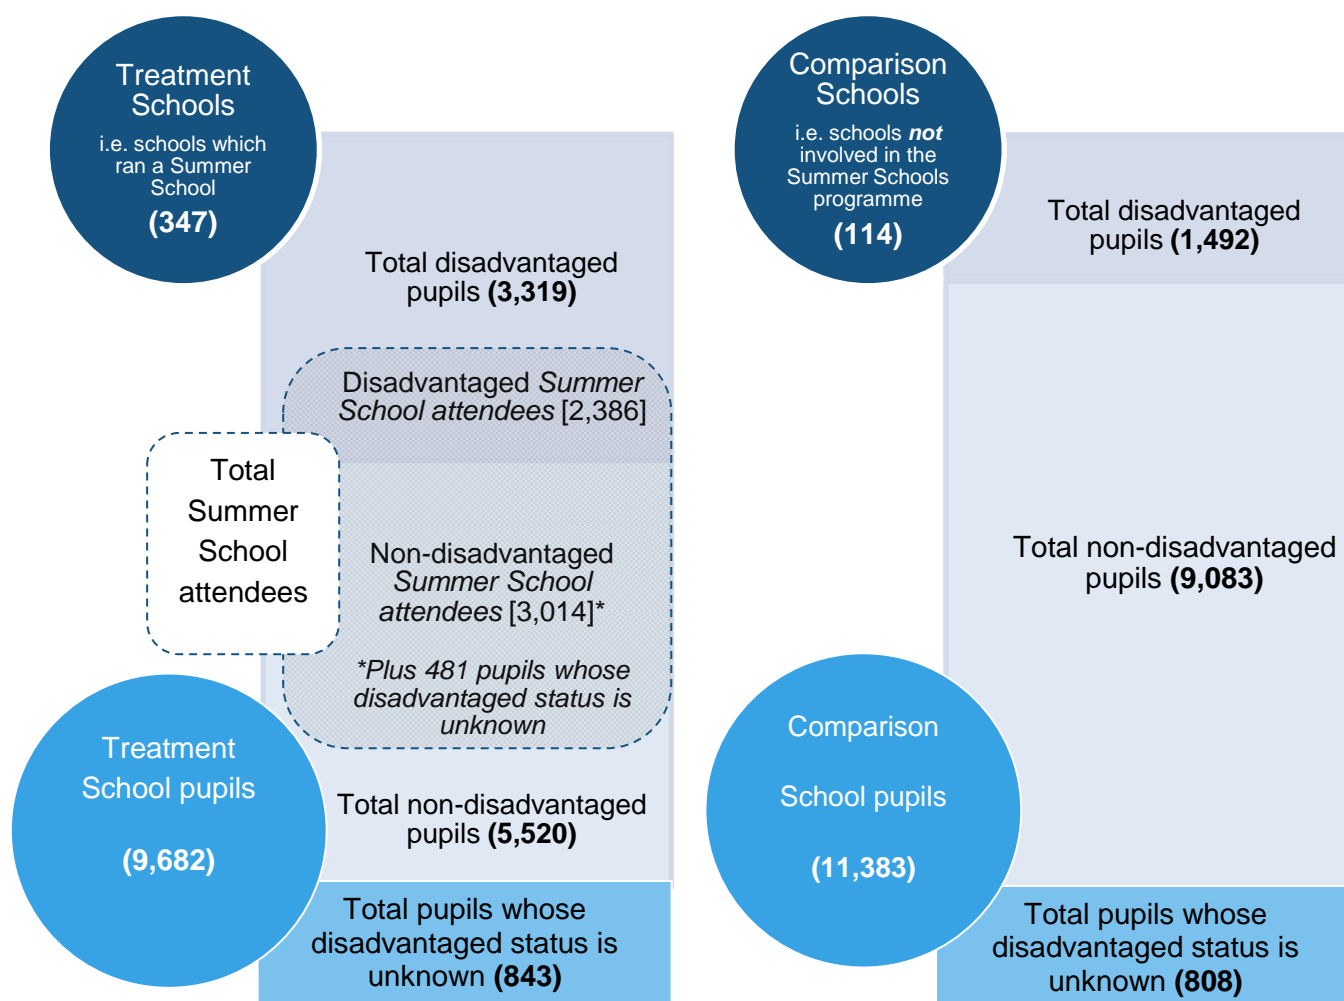 Treatment
Schools
i.e. schools which
ran a Summer
School
(347)
Total disadvantaged
pupils (3,319)
Disadvantaged Summer
School attendees [2,386]
Total
Summer
School
attendees
Non-disadvantaged
Summer School
attendees [3,014]*
*Plus 481 pupils whose
disadvantaged status is
unknown
Treatment
School pupils
(9,682)
Total non-disadvantaged
pupils (5,520)
Total pupils whose
disadvantaged status is
unknown (843)
Comparison
Schools
i.e. schools not
involved in the
Summer Schools
programme
(114)
Total disadvantaged
pupils (1,492)
Total non-disadvantaged
pupils (9,083)
Comparison
School pupils
(11,383)
Total pupils whose
disadvantaged status is
unknown (808)